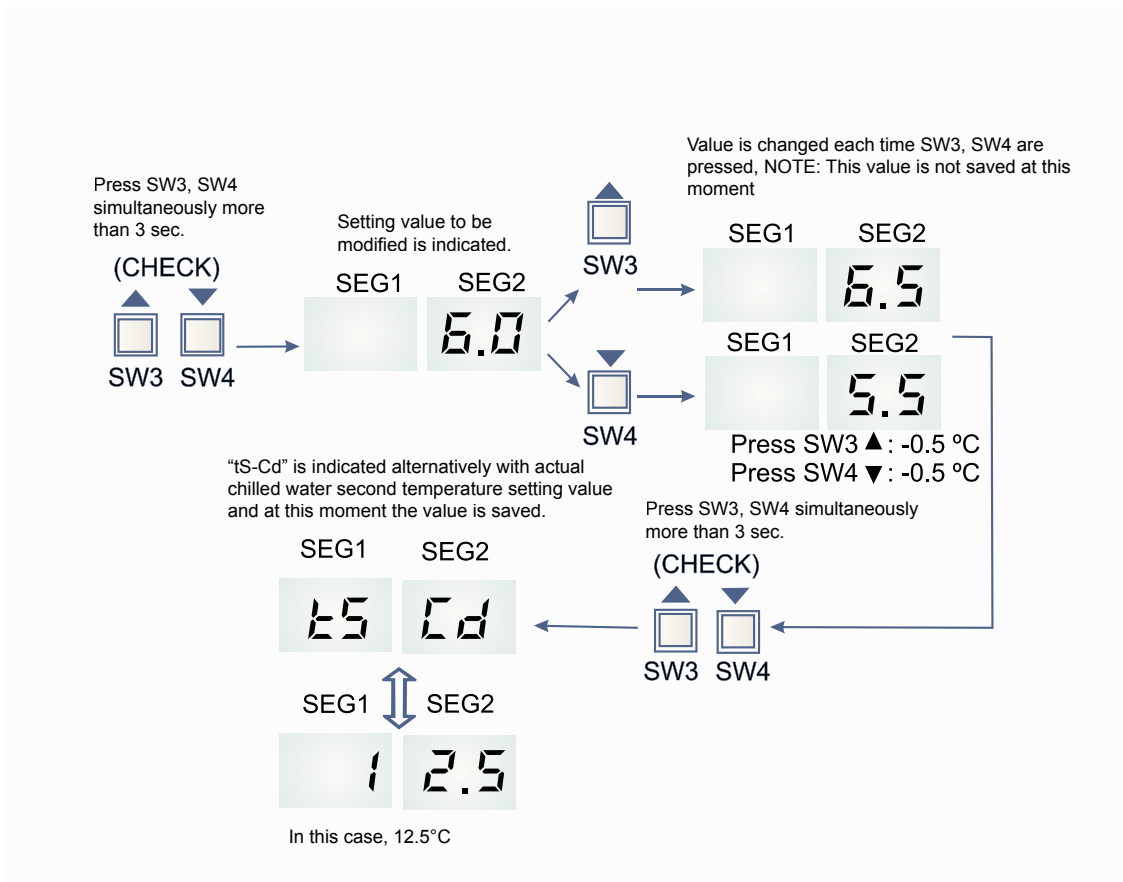 Press SW3, SW4
simultaneously more
than 3 sec.
(CHECK)
SW3 SW4
Setting value to be
modified is indicated.
SEG1 SEG2
6.0
SW3
SW4
Value is changed each time SW3, SW4 are
pressed, NOTE: This value is not saved at this
moment
SEG1 SEG2
6.5
SEG1 SEG2
5.5
Press SW3 ▲: -0.5 ºC
Press SW4 ▼: -0.5 ºC
Press SW3, SW4 simultaneously
more than 3 sec.
(CHECK)
SW3 SW4
“tS-Cd” is indicated alternatively with actual
chilled water second temperature setting value
and at this moment the value is saved.
SEG1 SEG2
tS Cd
SEG1 SEG2
1 2.5
In this case, 12.5°C